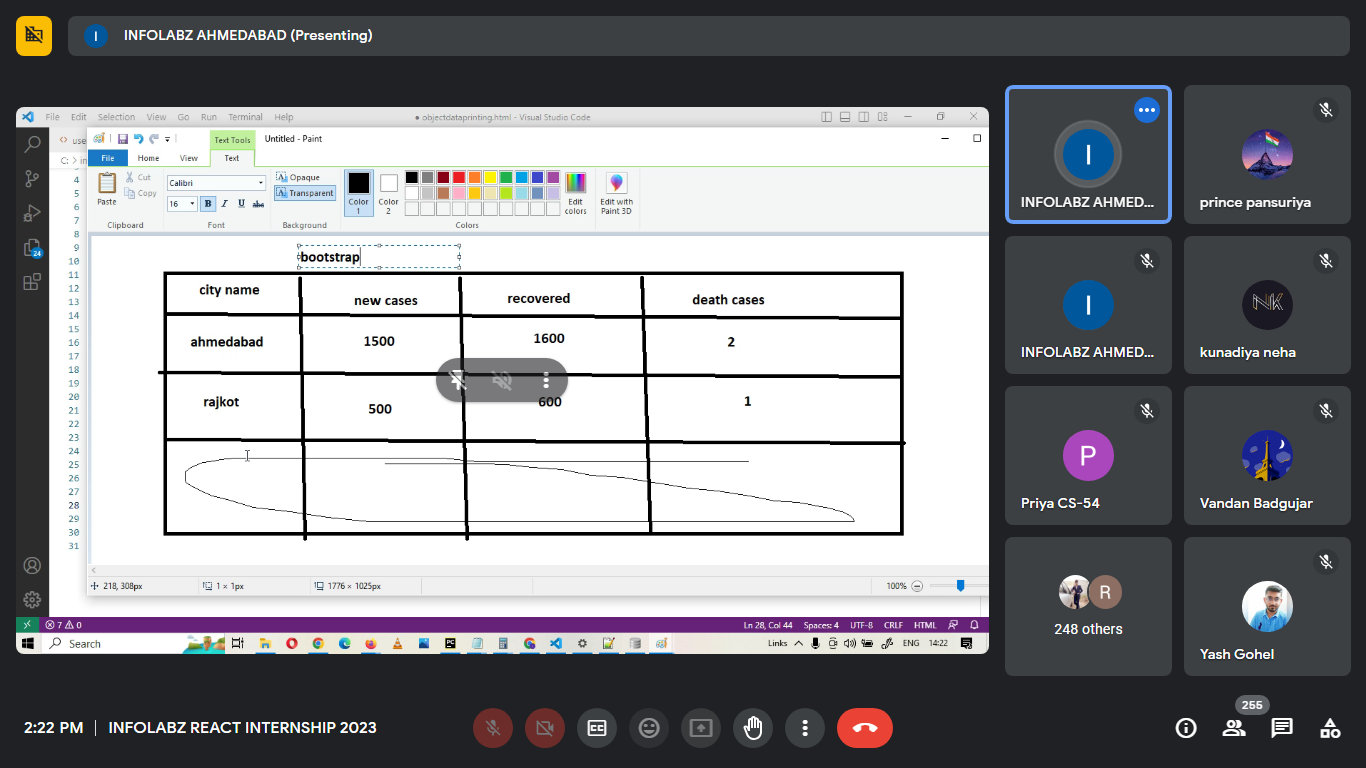 INFOLABZ AHMEDABAD (Presenting)
File Edit Selection View Go Run Terminal Help
● objectdataprinting.html - Visual Studio Code
use
C: > in
Text Tools
Untitled - Paint
File Home View Text
Paste
Cut
Copy
Clipboard
Calibri
16
B I U abc
Font
Opaque
Transparent
Background
Color 1
Color 2
Edit colors
Colors
Edit with Paint 3D
4
5
6
7
8
9
10
11
12
13
14
15
16
17
18
19
20
21
22
23
24
25
26
27
28
29
30
31
bootstrap
city name new cases recovered death cases
ahmedabad 1500 1600 2
rajkot 500 600 1
218, 308px
1 × 1px
1776 × 1025px
100%
24
7 0
Ln 28, Col 44 Spaces: 4 UTF-8 CRLF HTML
Search
Links
ENG 14:22
I
INFOLABZ AHMED...
prince pansuriya
I
INFOLABZ AHMED...
NK
kunadiya neha
P
Priya CS-54
Vandan Badgujar
R
248 others
Yash Gohel
2:22 PM | INFOLABZ REACT INTERNSHIP 2023
CC
255